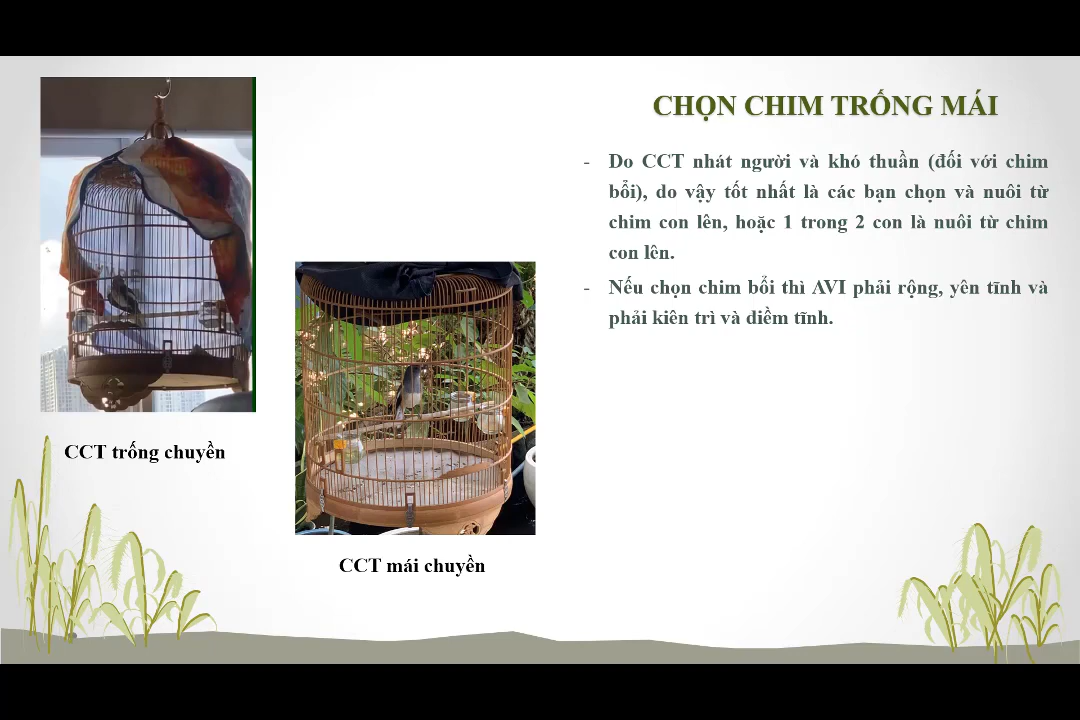 CHỌN CHIM TRỐNG MÁI
- Do CCT nhát người và khó thuần (đối với chim
bổi), do vậy tốt nhất là các bạn chọn và nuôi từ
chim con lên, hoặc 1 trong 2 con là nuôi từ chim
con lên.
- Nếu chọn chim bổi thì AVI phải rộng, yên tĩnh và
phải kiên trì và diềm tĩnh.
CCT trống chuyền
CCT mái chuyền